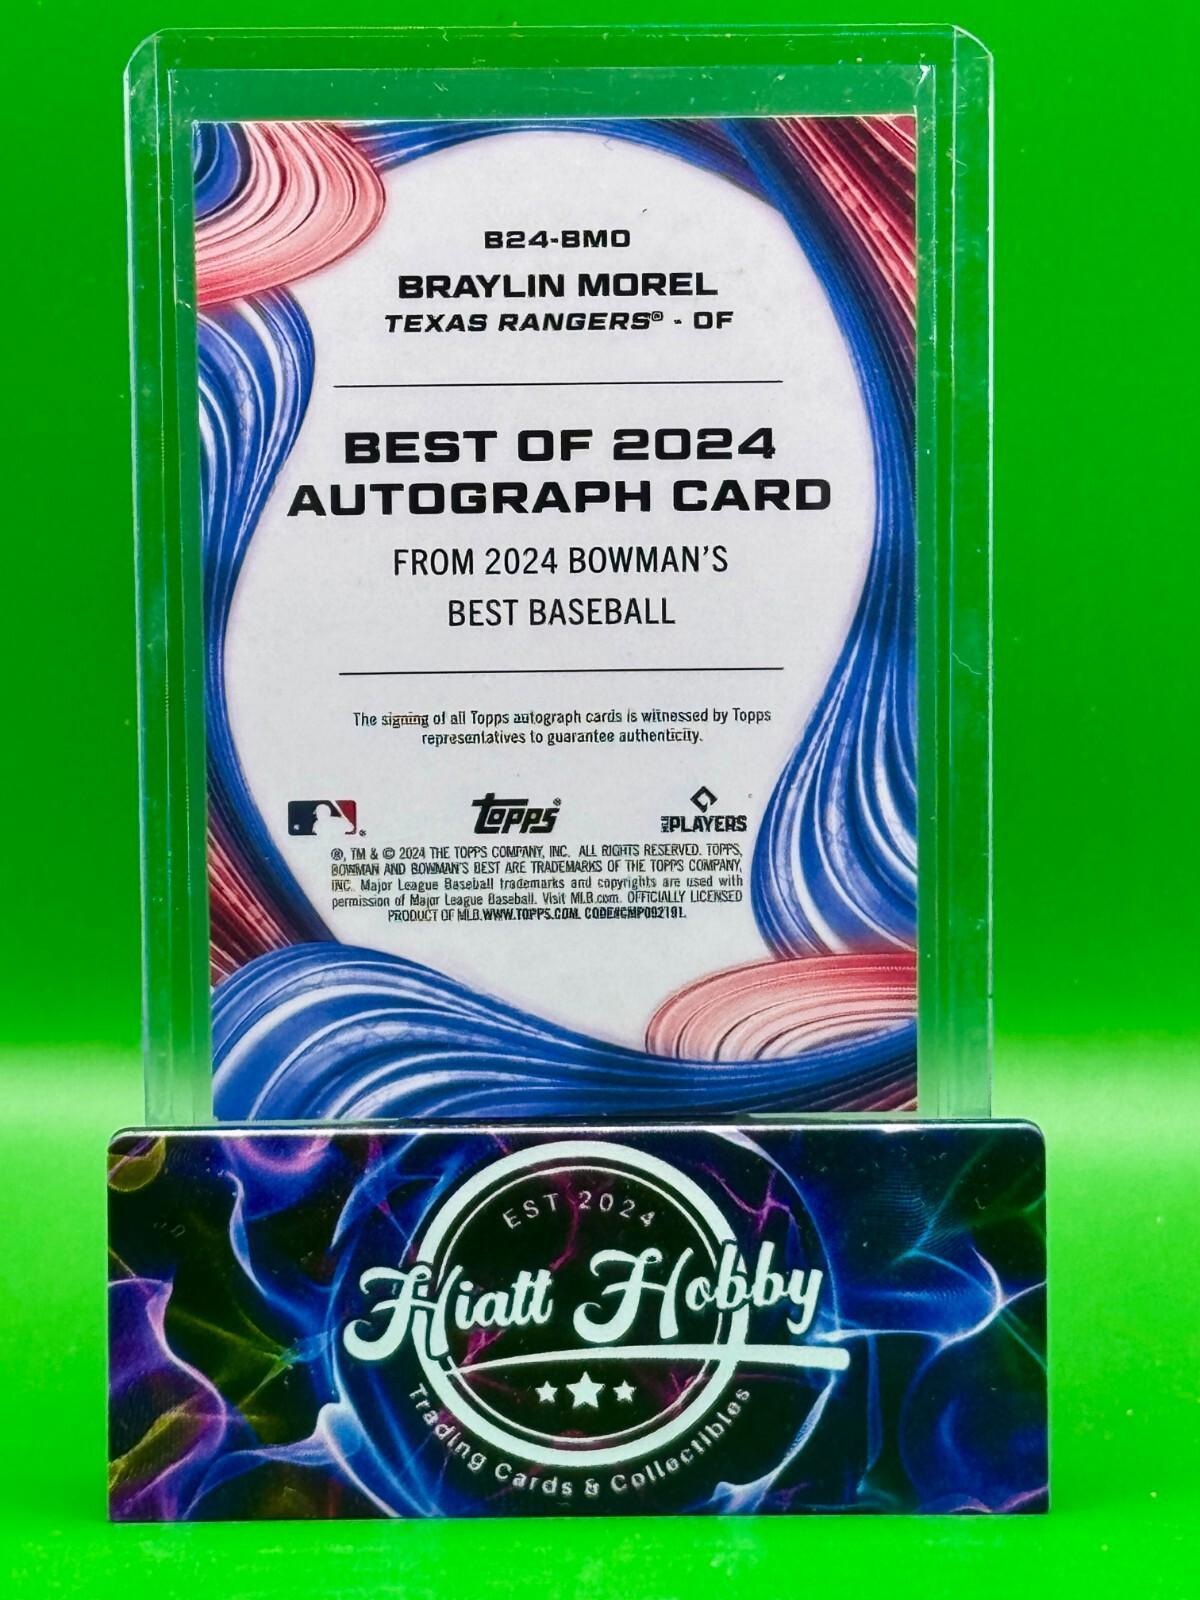 B24-BMO
BRAYLIN MOREL
TEXAS RANGERS® - OF
BEST OF 2024
AUTOGRAPH CARD
FROM 2024 BOWMAN'S
BEST BASEBALL
The signing of all Topps autograph cards is witnessed by Topps
representatives to guarantee authenticity.
Topps®
MLB PLAYERS
®, TM & © 2024 THE TOPPS COMPANY, INC. ALL RIGHTS RESERVED. TOPPS,
BOWMAN AND BOWMAN'S BEST ARE TRADEMARKS OF THE TOPPS COMPANY,
INC. Major League Baseball trademarks and copyrights are used with
permission of Major League Baseball. Visit MLB.com. OFFICIALLY LICENSED
PRODUCT OF MLB. WWW.TOPPS.COM. CODE#CMP092191.
EST 2024
Hiatt Hobby
Trading Cards & Collectibles